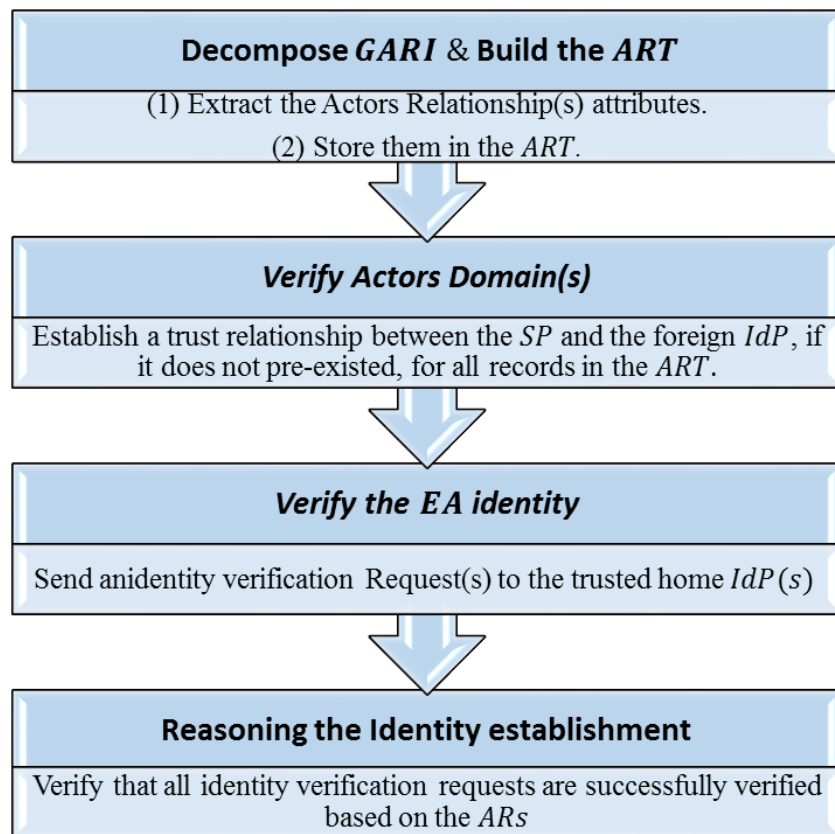 Decompose GARI & Build the ART
(1) Extract the Actors Relationship(s) attributes.
(2) Store them in the ART.
Verify Actors Domain(s)
Establish a trust relationship between the SP and the foreign IdP, if
it does not pre-existed, for all records in the ART.
Verify the EA identity
Send anidentity verification Request(s) to the trusted home IdP(s)
Reasoning the Identity establishment
Verify that all identity verification requests are successfully verified
based on the ARs